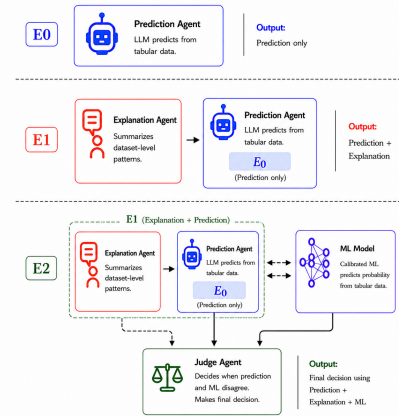 E0
Prediction Agent
LLM predicts from
tabular data.
Output:
Prediction only
E1
Explanation Agent
Summarizes
dataset-level
patterns.
Prediction Agent
LLM predicts from
tabular data.
E0
(Prediction only)
Output:
Prediction +
Explanation
E1 (Explanation + Prediction)
E2
Explanation Agent
Summarizes
dataset-level
patterns.
Prediction Agent
LLM predicts from
tabular data.
E0
(Prediction only)
ML Model
Calibrated ML
predicts probability
from tabular data.
Judge Agent
Decides when prediction
and ML disagree.
Makes final decision.
Output:
Final decision using
Prediction +
Explanation + ML